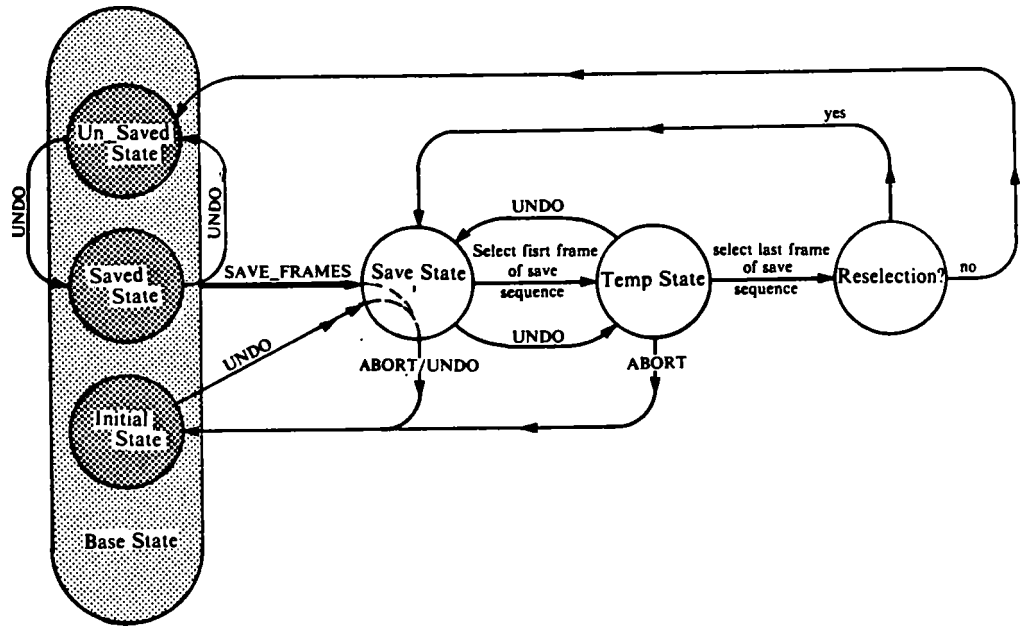 Un_Saved
State
UNDO
UNDO
Saved
State
SAVE_FRAMES
UNDO
Initial
State
Base State
Save State
ABORT/UNDO
UNDO
Select fisrt frame
of save
sequence
UNDO
Temp State
ABORT
select last frame
of save
sequence
Reselection?
yes
no